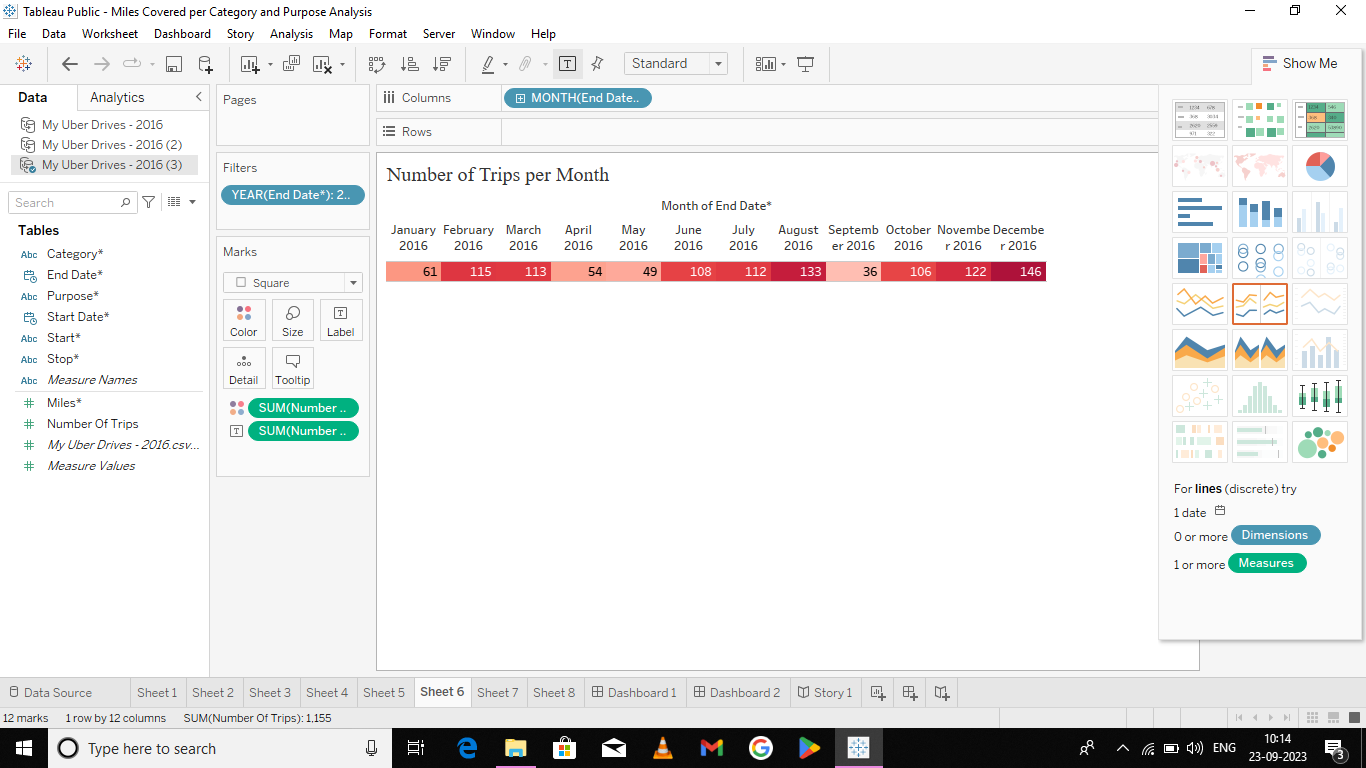 Tableau Public - Miles Covered per Category and Purpose Analysis
File Data Worksheet Dashboard Story Analysis Map Format Server Window Help
Standard
Show Me
Data Analytics
My Uber Drives - 2016
My Uber Drives - 2016 (2)
My Uber Drives - 2016 (3)
Search
Tables
Abc Category*
End Date*
Abc Purpose*
Start Date*
Abc Start*
Abc Stop*
Abc Measure Names
Miles*
Number Of Trips
My Uber Drives - 2016.csv...
Measure Values
Pages
Filters
YEAR(End Date*): 2..
Marks
Square
Color Size Label
Detail Tooltip
SUM(Number ..
SUM(Number ..
Columns MONTH(End Date..
Rows
Number of Trips per Month
Month of End Date*
January February March April May June July August Septemb October Novembe Decembe
2016 2016 2016 2016 2016 2016 2016 2016 er 2016 2016 r 2016 r 2016
61 115 113 54 49 108 112 133 36 106 122 146
For lines (discrete) try
1 date
0 or more Dimensions
1 or more Measures
Data Source Sheet 1 Sheet 2 Sheet 3 Sheet 4 Sheet 5 Sheet 6 Sheet 7 Sheet 8 Dashboard 1 Dashboard 2 Story 1
12 marks 1 row by 12 columns SUM(Number Of Trips): 1,155
Type here to search
ENG
10:14
23-09-2023
3